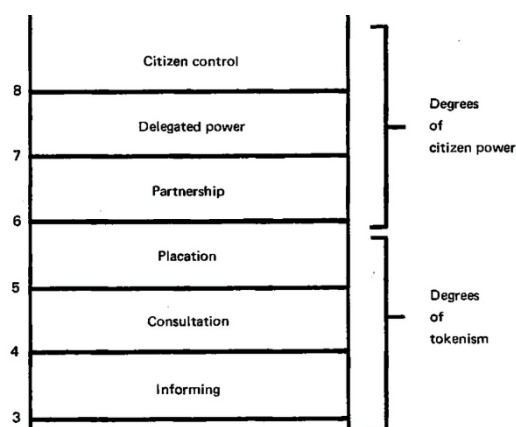 Citizen control
8
Delegated power
7
Partnership
6
Placation
5
Consultation
4
Informing
3
Degrees
of
citizen power
Degrees
of
tokenism